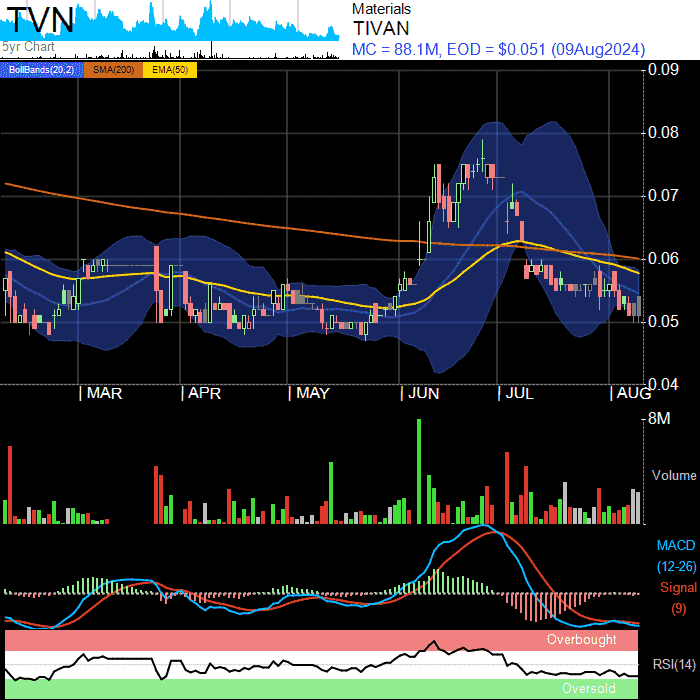 TVN
5yr Chart
Materials
TIVAN
MC = 88.1M, EOD = $0.051 (09Aug2024)
BollBands(20,2) SMA(200) EMA(50)
0.09
0.08
0.07
0.06
0.05
0.04
MAR APR MAY JUN JUL AUG
8M
Volume
MACD
(12-26)
Signal
(9)
Overbought
RSI(14)
Oversold